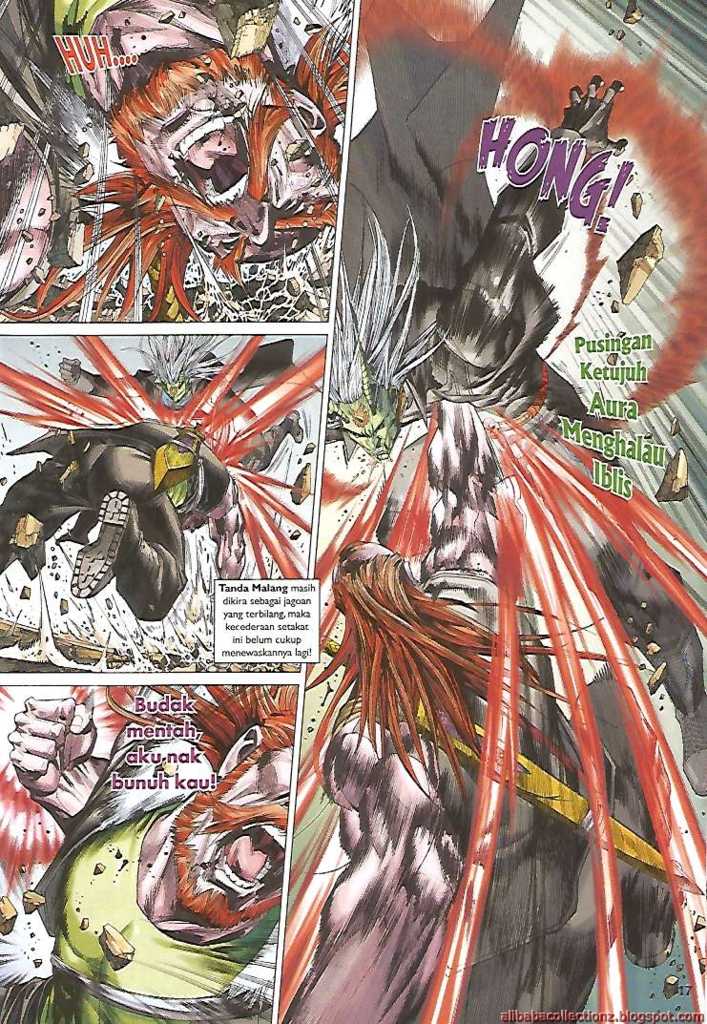 HUH....
Tanda Malang masih
dikira sebagai jagoan
yang terbilang, maka
kecederaan setakat
ini belum cukup
menewaskannya lagi!
Budak
mentah,
aku nak
bunuh kau!
HONG!
Pusingan
Ketujuh
Aura
Menghalau
Iblis
17
alibabacollectionz.blogspot.com